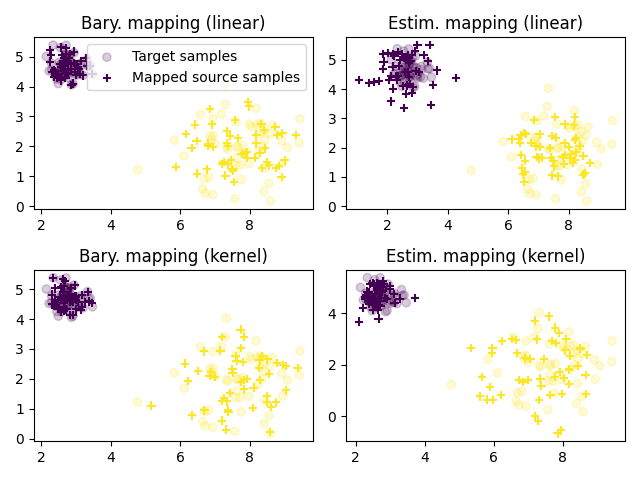 Bary. mapping (linear)
Estim. mapping (linear)
Target samples
Mapped source samples
5
4
3
2
1
0
2 4 6 8
5
4
3
2
1
0
2 4 6 8
Bary. mapping (kernel)
Estim. mapping (kernel)
5
4
3
2
1
0
2 4 6 8
4
2
0
2 4 6 8